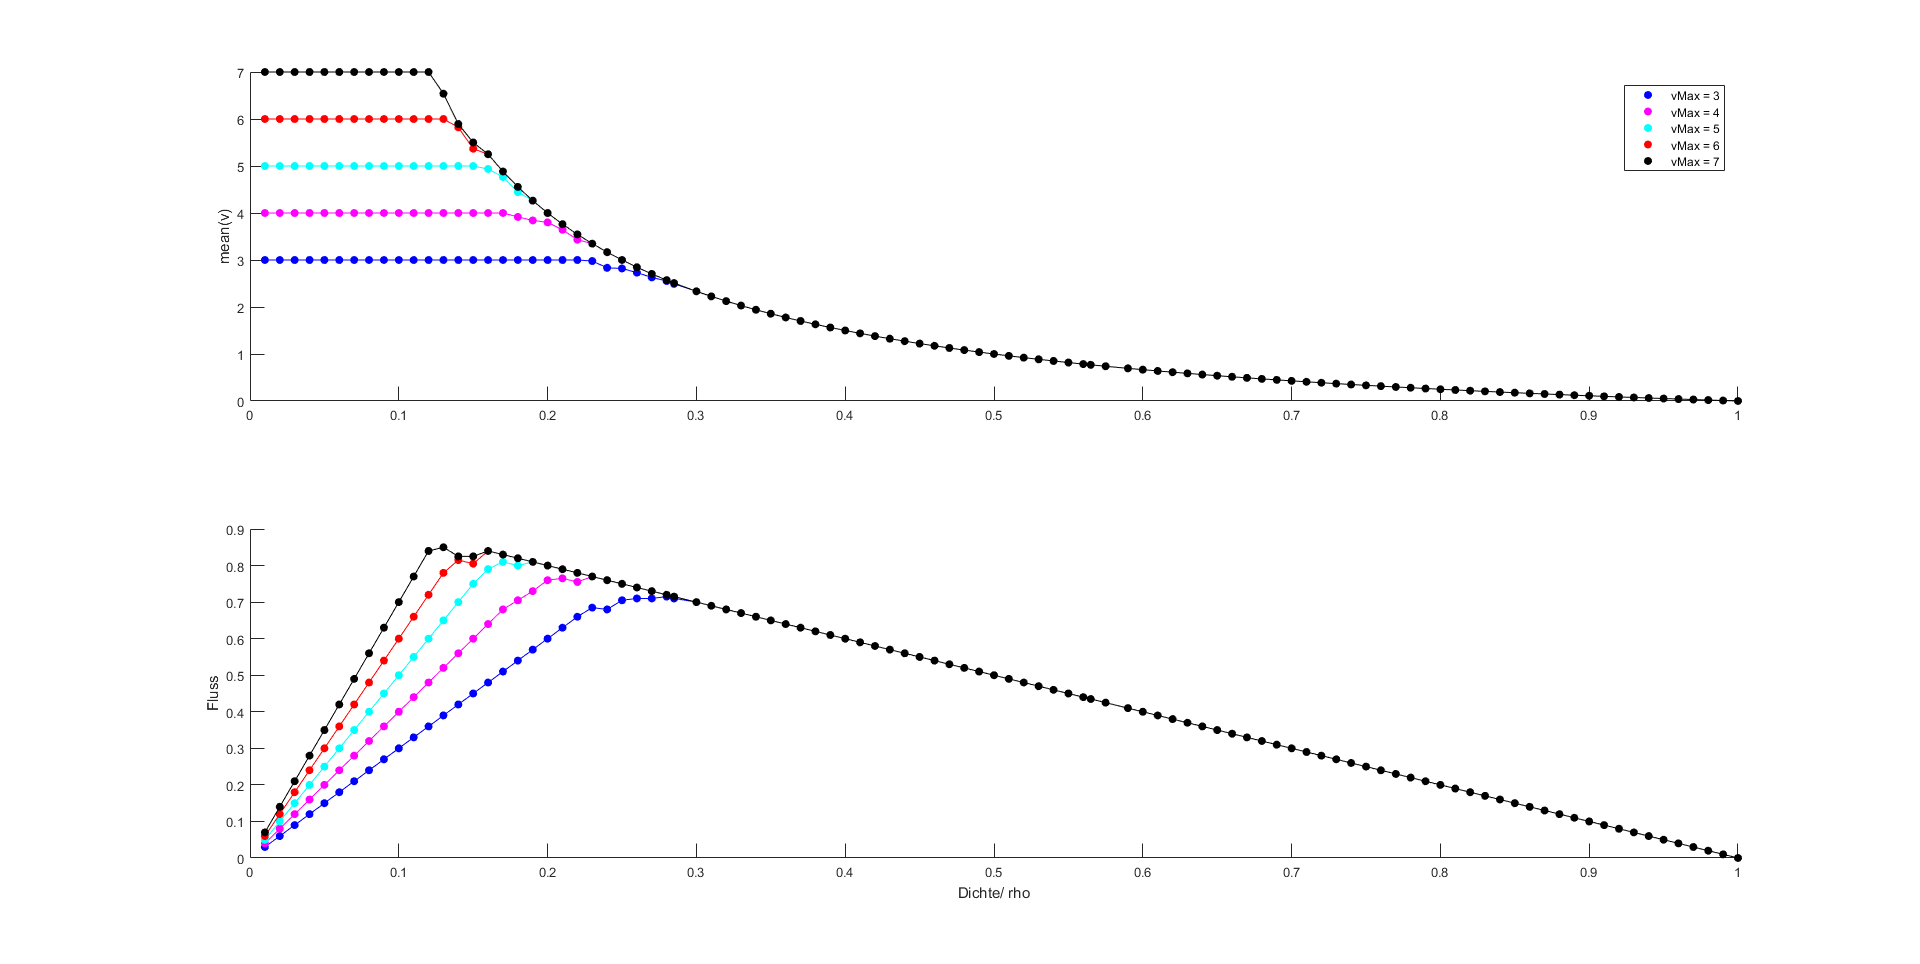 7
6
5
4
3
2
1
0
mean(v)
vMax = 3
vMax = 4
vMax = 5
vMax = 6
vMax = 7
0 0.1 0.2 0.3 0.4 0.5 0.6 0.7 0.8 0.9 1
0.9
0.8
0.7
0.6
0.5
0.4
0.3
0.2
0.1
0
Fluss
0 0.1 0.2 0.3 0.4 0.5 0.6 0.7 0.8 0.9 1
Dichte/ rho